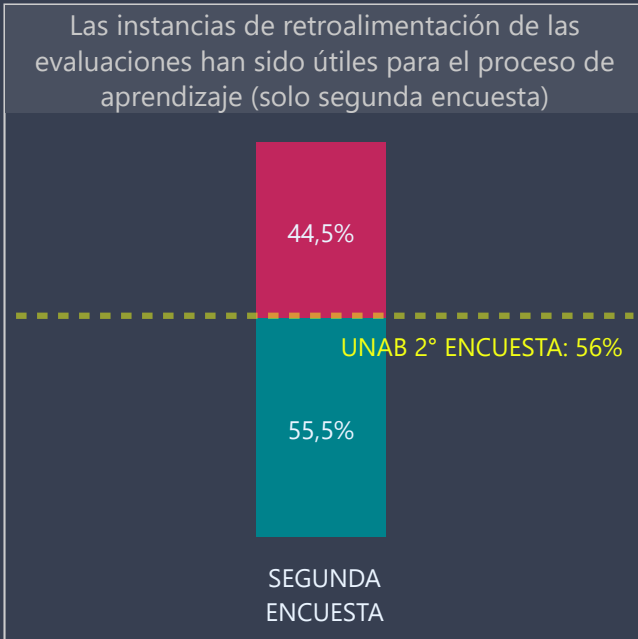 Las instancias de retroalimentación de las
evaluaciones han sido útiles para el proceso de
aprendizaje (solo segunda encuesta)
44,5%
UNAB 2° ENCUESTA: 56%
55,5%
SEGUNDA
ENCUESTA